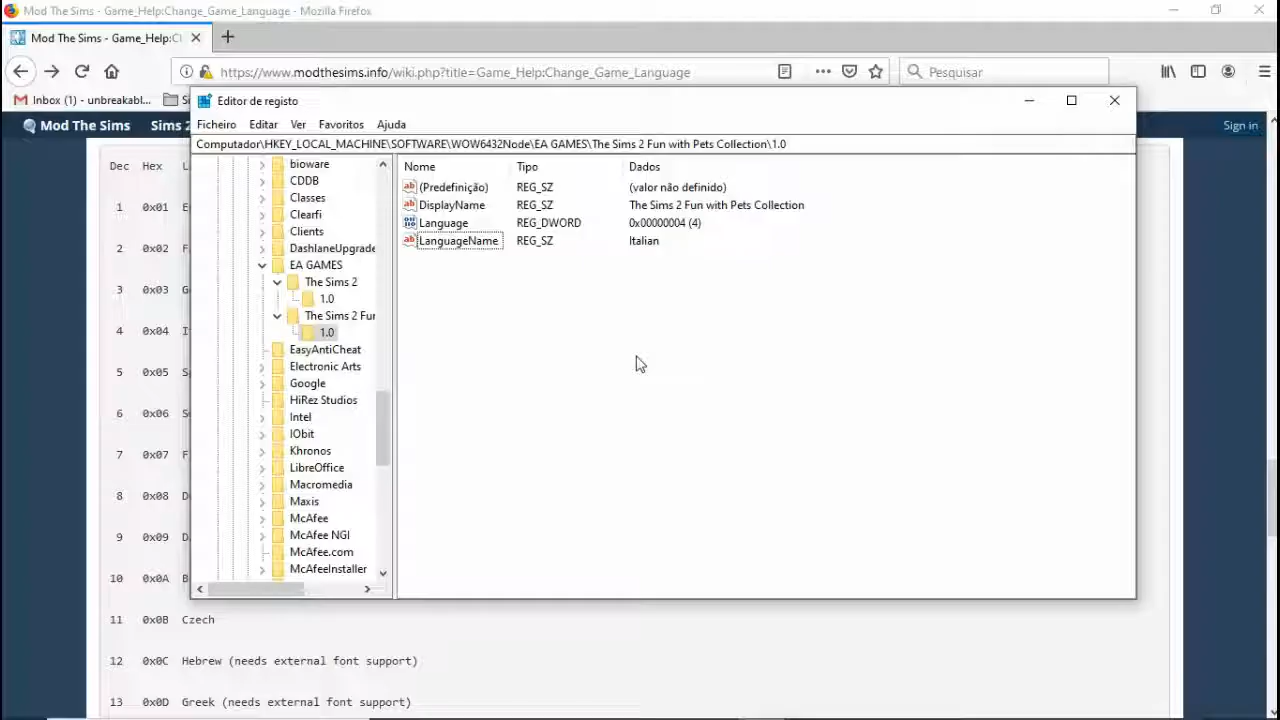 Mod The Sims - Game_Help:Change_Game_Language - Mozilla Firefox
Mod The Sims - Game_Help:Cl
https://www.modthesims.info/wiki.php?title=Game_Help:Change_Game_Language
Pesquisar
Inbox (1) - unbreakabl...
Mod The Sims
Sims 2
Sign in
Editor de registo
Ficheiro Editar Ver Favoritos Ajuda
Computador\HKEY_LOCAL_MACHINE\SOFTWARE\WOW6432Node\EA GAMES\The Sims 2 Fun with Pets Collection\1.0
bioware
CDDB
Classes
Clearfi
Clients
DashlaneUpgrade
EA GAMES
The Sims 2
1.0
The Sims 2 Fur
1.0
EasyAntiCheat
Electronic Arts
Google
HiRez Studios
Intel
IObit
Khronos
LibreOffice
Macromedia
Maxis
McAfee
McAfee NGI
McAfee.com
McAfeeInstaller
Nome Tipo Dados
(Predefinição) REG_SZ (valor não definido)
DisplayName REG_SZ The Sims 2 Fun with Pets Collection
Language REG_DWORD 0x00000004 (4)
LanguageName REG_SZ Italian
Dec Hex L
1 0x01 E
2 0x02 F
3 0x03 G
4 0x04 I
5 0x05 S
6 0x06 S
7 0x07 F
8 0x08 D
9 0x09 D
10 0x0A B
11 0x0B Czech
12 0x0C Hebrew (needs external font support)
13 0x0D Greek (needs external font support)